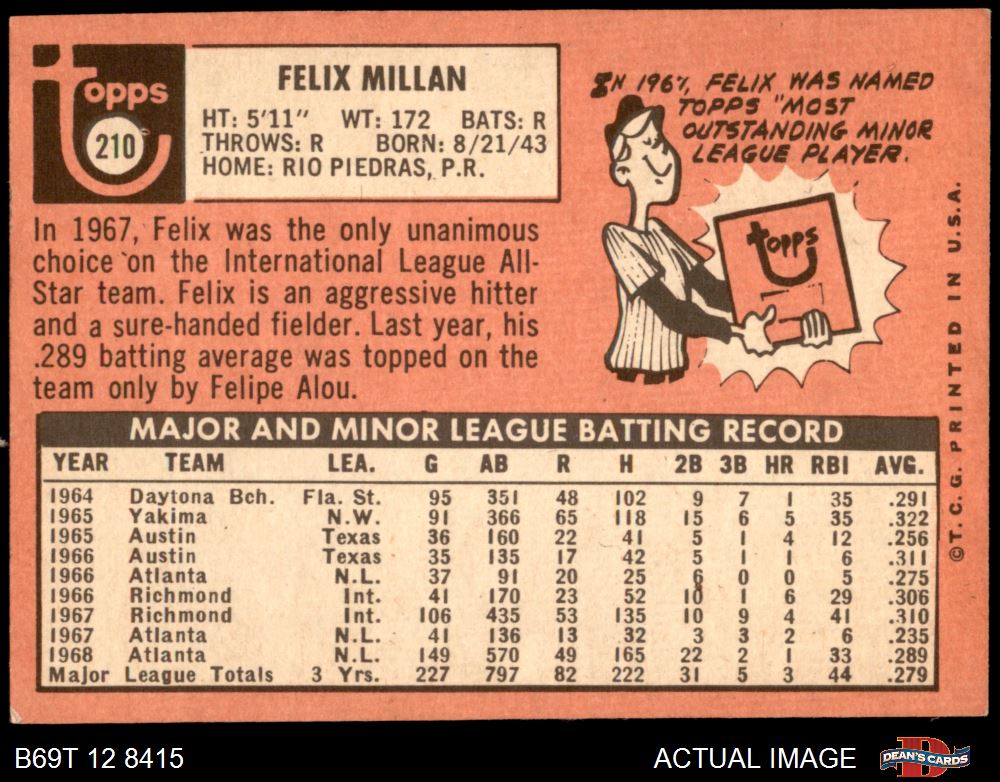 Topps
210
FELIX MILLAN
HT: 5'11" WT: 172 BATS: R
THROWS: R BORN: 8/21/43
HOME: RIO PIEDRAS, P.R.
In 1967, Felix was the only unanimous
choice on the International League All-
Star team. Felix is an aggressive hitter
and a sure-handed fielder. Last year, his
.289 batting average was topped on the
team only by Felipe Alou.
IN 1967, FELIX WAS NAMED
TOPPS "MOST
OUTSTANDING MINOR
LEAGUE PLAYER.
topps
MAJOR AND MINOR LEAGUE BATTING RECORD
YEAR TEAM LEA. G AB R H 2B 3B HR RBI AVG.
1964 Daytona Bch. Fla. St. 95 351 48 102 9 7 1 35 .291
1965 Yakima N.W. 91 366 65 118 15 6 5 35 .322
1965 Austin Texas 36 160 22 41 5 1 4 12 .256
1966 Austin Texas 35 135 17 42 5 1 1 6 .311
1966 Atlanta N.L. 37 91 20 25 6 0 0 5 .275
1966 Richmond Int. 41 170 23 52 10 1 6 29 .306
1967 Richmond Int. 106 435 53 135 10 9 4 41 .310
1967 Atlanta N.L. 41 136 13 32 3 3 2 6 .235
1968 Atlanta N.L. 149 570 49 165 22 2 1 33 .289
Major League Totals 3 Yrs. 227 797 82 222 31 5 3 44 .279
©T.C.G. PRINTED IN U.S.A.
B69T 12 8415
ACTUAL IMAGE
D
DEAN'S CARDS